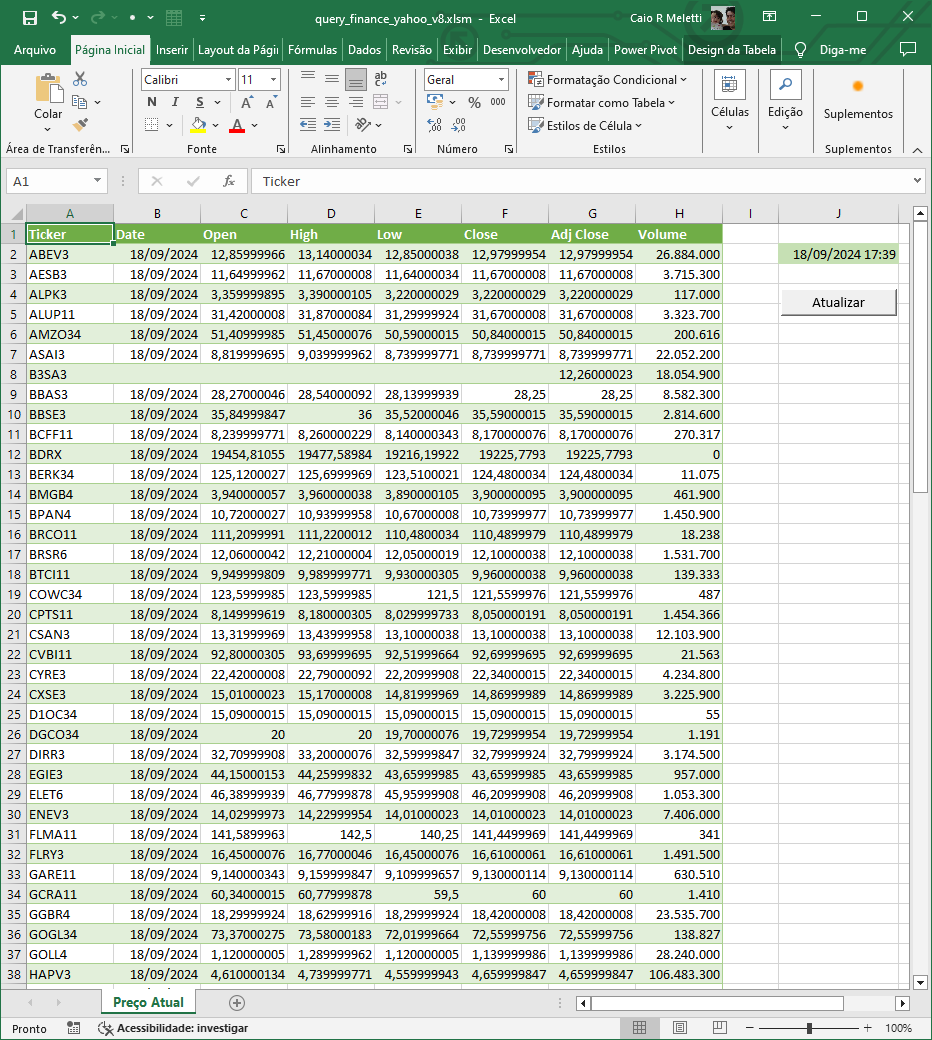 query_finance_yahoo_v8.xlsm - Excel
Caio R Meletti
Arquivo Página Inicial Inserir Layout da Pági Fórmulas Dados Revisão Exibir Desenvolvedor Ajuda Power Pivot Design da Tabela Diga-me
Colar
Calibri 11
N I S A A
A
ab
Geral
% 000
Formatação Condicional
Formatar como Tabela
Estilos de Célula
Células
Edição
Suplementos
Área de Transferên... Fonte Alinhamento Número Estilos Suplementos
A1 fx Ticker
A B C D E F G H I J
1 Ticker Date Open High Low Close Adj Close Volume
2 ABEV3 18/09/2024 12,85999966 13,14000034 12,85000038 12,97999954 12,97999954 26.884.000 18/09/2024 17:39
3 AESB3 18/09/2024 11,64999962 11,67000008 11,64000034 11,67000008 11,67000008 3.715.300
4 ALPK3 18/09/2024 3,359999895 3,390000105 3,220000029 3,220000029 3,220000029 117.000
Atualizar
5 ALUP11 18/09/2024 31,42000008 31,87000084 31,29999924 31,67000008 31,67000008 3.323.700
6 AMZO34 18/09/2024 51,40999985 51,45000076 50,59000015 50,84000015 50,84000015 200.616
7 ASAI3 18/09/2024 8,819999695 9,039999962 8,739999771 8,739999771 8,739999771 22.052.200
8 B3SA3 12,26000023 18.054.900
9 BBAS3 18/09/2024 28,27000046 28,54000092 28,13999939 28,25 28,25 8.582.300
10 BBSE3 18/09/2024 35,84999847 36 35,52000046 35,59000015 35,59000015 2.814.600
11 BCFF11 18/09/2024 8,239999771 8,260000229 8,140000343 8,170000076 8,170000076 270.317
12 BDRX 18/09/2024 19454,81055 19477,58984 19216,19922 19225,7793 19225,7793 0
13 BERK34 18/09/2024 125,1200027 125,6999969 123,5100021 124,4800034 124,4800034 11.075
14 BMGB4 18/09/2024 3,940000057 3,960000038 3,890000105 3,900000095 3,900000095 461.900
15 BPAN4 18/09/2024 10,72000027 10,93999958 10,67000008 10,73999977 10,73999977 1.450.900
16 BRCO11 18/09/2024 111,2099991 111,2200012 110,4800034 110,4899979 110,4899979 18.238
17 BRSR6 18/09/2024 12,06000042 12,21000004 12,05000019 12,10000038 12,10000038 1.531.700
18 BTCI11 18/09/2024 9,949999809 9,989999771 9,930000305 9,960000038 9,960000038 139.333
19 COWC34 18/09/2024 123,5999985 123,5999985 121,5 121,5599976 121,5599976 487
20 CPTS11 18/09/2024 8,149999619 8,180000305 8,029999733 8,050000191 8,050000191 1.454.366
21 CSAN3 18/09/2024 13,31999969 13,43999958 13,10000038 13,10000038 13,10000038 12.103.900
22 CVBI11 18/09/2024 92,80000305 93,69999695 92,51999664 92,69999695 92,69999695 21.563
23 CYRE3 18/09/2024 22,42000008 22,79000092 22,20999908 22,34000015 22,34000015 4.234.800
24 CXSE3 18/09/2024 15,01000023 15,17000008 14,81999969 14,86999989 14,86999989 3.225.900
25 D1OC34 18/09/2024 15,09000015 15,09000015 15,09000015 15,09000015 15,09000015 55
26 DGCO34 18/09/2024 20 20 19,70000076 19,72999954 19,72999954 1.191
27 DIRR3 18/09/2024 32,70999908 33,20000076 32,59999847 32,79999924 32,79999924 3.174.500
28 EGIE3 18/09/2024 44,15000153 44,25999832 43,65999985 43,65999985 43,65999985 957.000
29 ELET6 18/09/2024 46,38999939 46,77999878 45,95999908 46,20999908 46,20999908 1.053.300
30 ENEV3 18/09/2024 14,02999973 14,22999954 14,01000023 14,01000023 14,01000023 7.406.000
31 FLMA11 18/09/2024 141,5899963 142,5 140,25 141,4499969 141,4499969 341
32 FLRY3 18/09/2024 16,45000076 16,77000046 16,45000076 16,61000061 16,61000061 1.491.500
33 GARE11 18/09/2024 9,140000343 9,159999847 9,109999657 9,130000114 9,130000114 630.510
34 GCRA11 18/09/2024 60,34000015 60,77999878 59,5 60 60 1.410
35 GGBR4 18/09/2024 18,29999924 18,62999916 18,29999924 18,42000008 18,42000008 23.535.700
36 GOGL34 18/09/2024 73,37000275 73,58000183 72,01999664 72,55999756 72,55999756 138.827
37 GOLL4 18/09/2024 1,120000005 1,289999962 1,120000005 1,139999986 1,139999986 28.240.000
38 HAPV3 18/09/2024 4,610000134 4,739999771 4,559999943 4,659999847 4,659999847 106.483.300
Preço Atual
Pronto Acessibilidade: investigar 100%